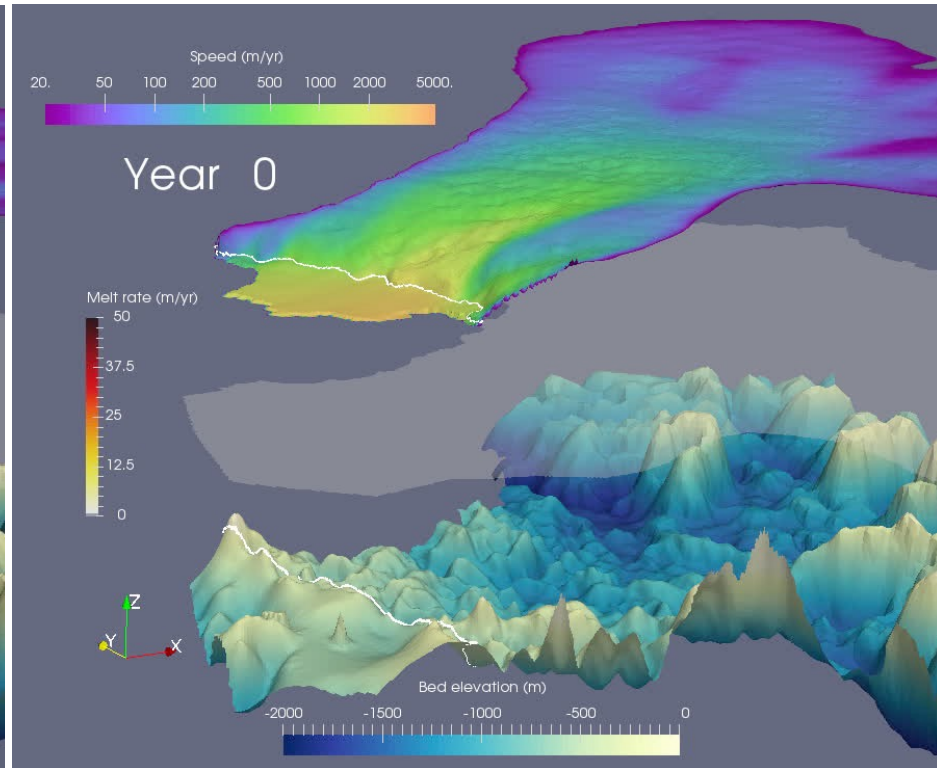 Speed (m/yr)
20. 50 100 200 500 1000 2000 5000.
Year 0
Melt rate (m/yr)
50
37.5
25
12.5
0
Z
Y
X
Bed elevation (m)
-2000 -1500 -1000 -500 0